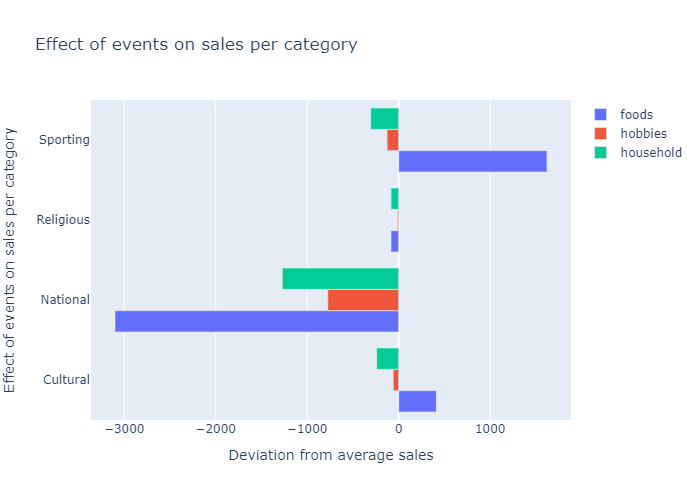 Effect of events on sales per category
foods
hobbies
household
Effect of events on sales per category
Sporting
Religious
National
Cultural
−3000 −2000 −1000 0 1000
Deviation from average sales